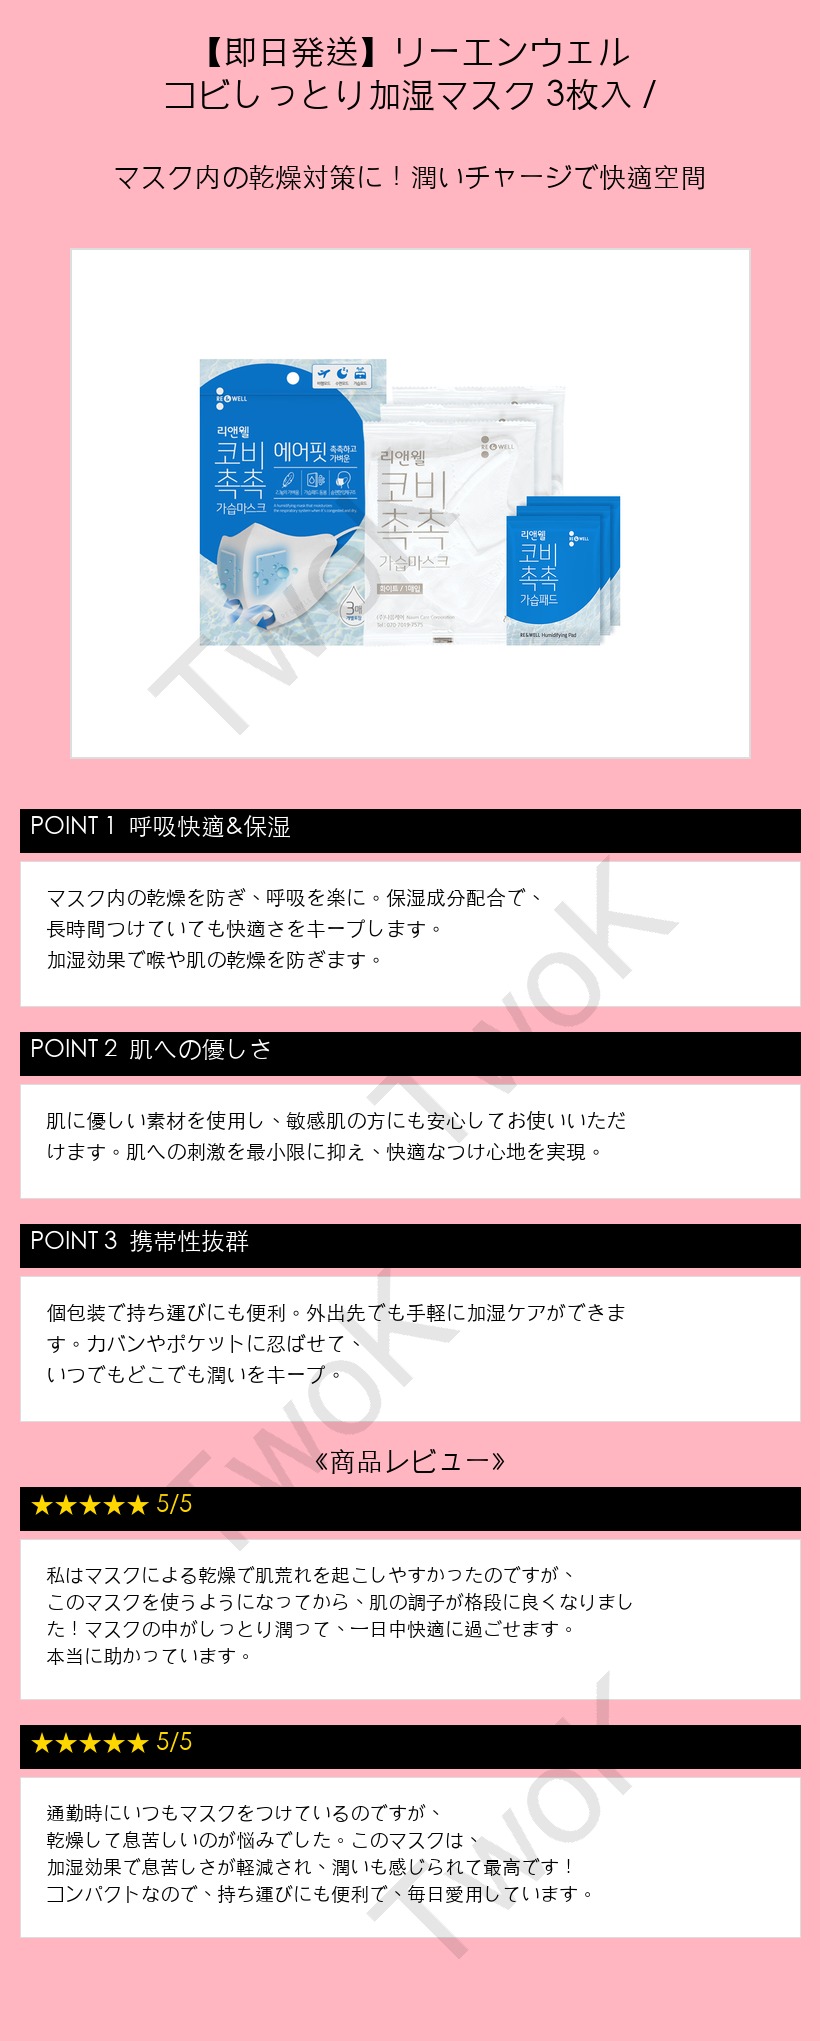 【即日発送】リーエンウェル
コビしっとり加湿マスク 3枚入 /
マスク内の乾燥対策に！潤いチャージで快適空間
RE&WELL
리앤웰
코비
촉촉
가습마스크
에어핏 촉촉하고
가벼운
3매
RE&WELL
리앤웰
코비
촉촉
가습마스크
화이트 / 1매입
RE&WELL
리앤웰
코비
촉촉
가습패드
RE&WELL Humidifying Pad
TwoK
POINT 1 呼吸快適&保湿
マスク内の乾燥を防ぎ、呼吸を楽に。保湿成分配合で、
長時間つけていても快適さをキープします。
加湿効果で喉や肌の乾燥を防ぎます。
TwoK
POINT 2 肌への優しさ
肌に優しい素材を使用し、敏感肌の方にも安心してお使いいただ
けます。肌への刺激を最小限に抑え、快適なつけ心地を実現。
POINT 3 携帯性抜群
個包装で持ち運びにも便利。外出先でも手軽に加湿ケアができま
す。カバンやポケットに忍ばせて、
いつでもどこでも潤いをキープ。
TwoK
《商品レビュー》
★★★★★ 5/5
私はマスクによる乾燥で肌荒れを起こしやすかったのですが、
このマスクを使うようになってから、肌の調子が格段に良くなりまし
た！マスクの中がしっとり潤って、一日中快適に過ごせます。
本当に助かっています。
★★★★★ 5/5
通勤時にいつもマスクをつけているのですが、
乾燥して息苦しいのが悩みでした。このマスクは、
加湿効果で息苦しさが軽減され、潤いも感じられて最高です！
コンパクトなので、持ち運びにも便利で、毎日愛用しています。
TwoK